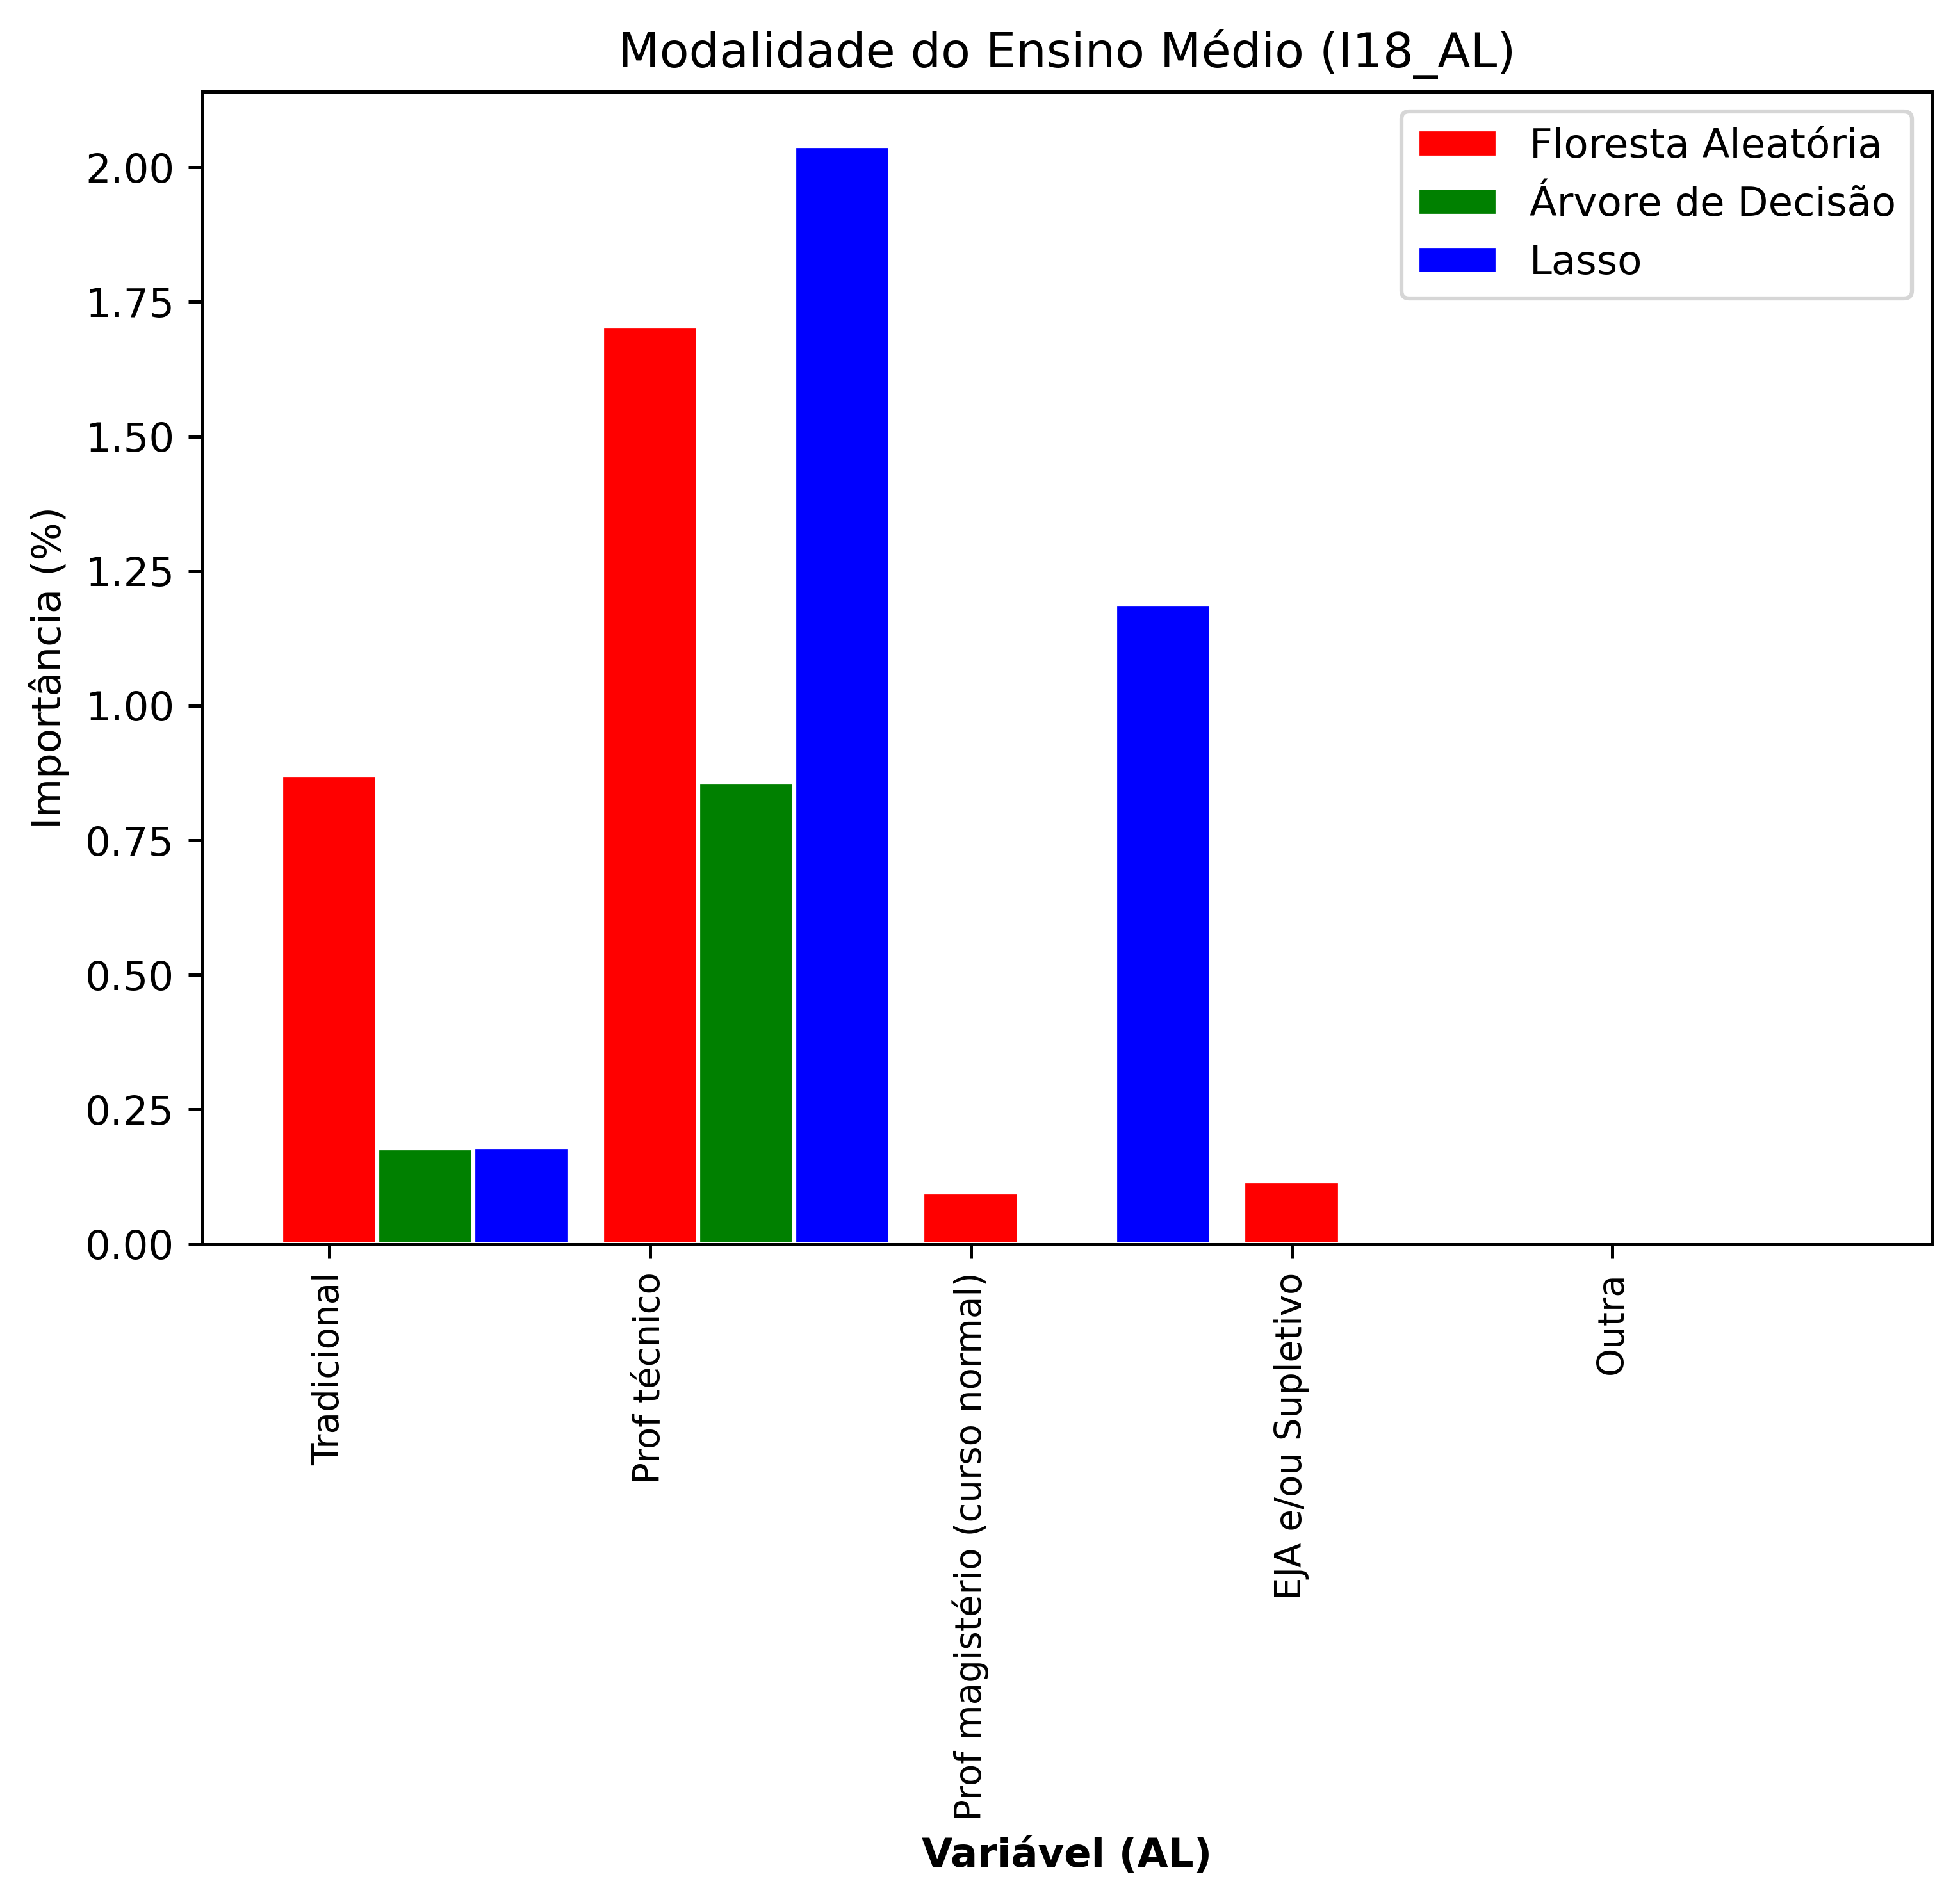 Modalidade do Ensino Médio (I18_AL)
Floresta Aleatória
Árvore de Decisão
Lasso
Importância (%)
2.00
1.75
1.50
1.25
1.00
0.75
0.50
0.25
0.00
Tradicional
Prof técnico
Prof magistério (curso normal)
EJA e/ou Supletivo
Outra
Variável (AL)